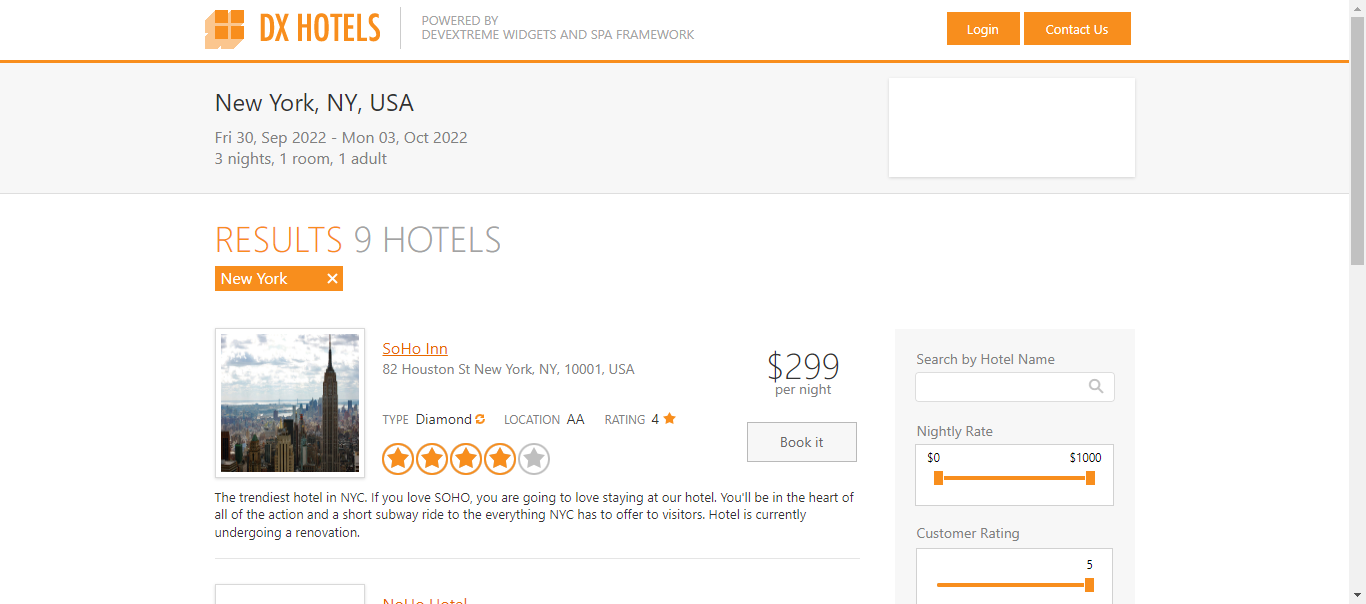 DX HOTELS
POWERED BY
DEVEXTREME WIDGETS AND SPA FRAMEWORK
Login
Contact Us
New York, NY, USA
Fri 30, Sep 2022 - Mon 03, Oct 2022
3 nights, 1 room, 1 adult
RESULTS 9 HOTELS
New York
SoHo Inn
82 Houston St New York, NY, 10001, USA
TYPE Diamond LOCATION AA RATING 4
$299
per night
Book it
The trendiest hotel in NYC. If you love SOHO, you are going to love staying at our hotel. You'll be in the heart of
all of the action and a short subway ride to the everything NYC has to offer to visitors. Hotel is currently
undergoing a renovation.
NoHo Hotel
Search by Hotel Name
Nightly Rate
$0 $1000
Customer Rating
5